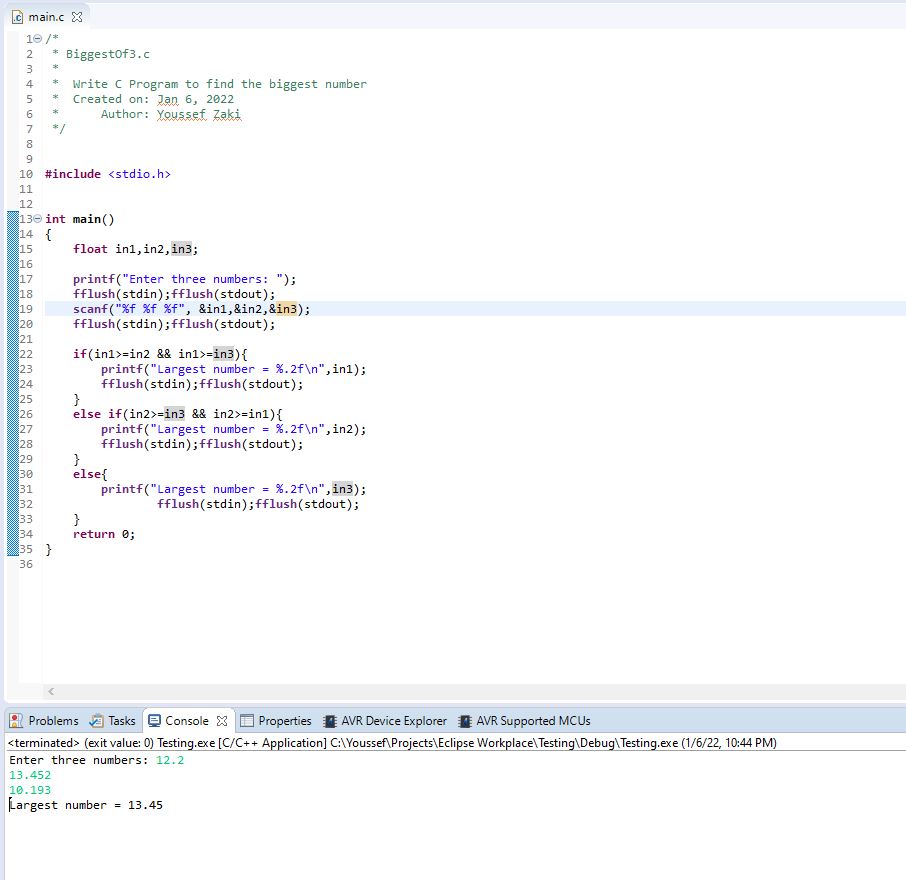 main.c
1 /*
2 * BiggestOf3.c
3 *
4 * Write C Program to find the biggest number
5 * Created on: Jan 6, 2022
6 * Author: Youssef Zaki
7 */
8
9
10 #include <stdio.h>
11
12
13 int main()
14 {
15 float in1,in2,in3;
16
17 printf("Enter three numbers: ");
18 fflush(stdin);fflush(stdout);
19 scanf("%f %f %f", &in1,&in2,&in3);
20 fflush(stdin);fflush(stdout);
21
22 if(in1>=in2 && in1>=in3){
23 printf("Largest number = %.2f\n",in1);
24 fflush(stdin);fflush(stdout);
25 }
26 else if(in2>=in3 && in2>=in1){
27 printf("Largest number = %.2f\n",in2);
28 fflush(stdin);fflush(stdout);
29 }
30 else{
31 printf("Largest number = %.2f\n",in3);
32 fflush(stdin);fflush(stdout);
33 }
34 return 0;
35 }
36
Problems Tasks Console Properties AVR Device Explorer AVR Supported MCUs
<terminated> (exit value: 0) Testing.exe [C/C++ Application] C:\Youssef\Projects\Eclipse Workplace\Testing\Debug\Testing.exe (1/6/22, 10:44 PM)
Enter three numbers: 12.2
13.452
10.193
Largest number = 13.45